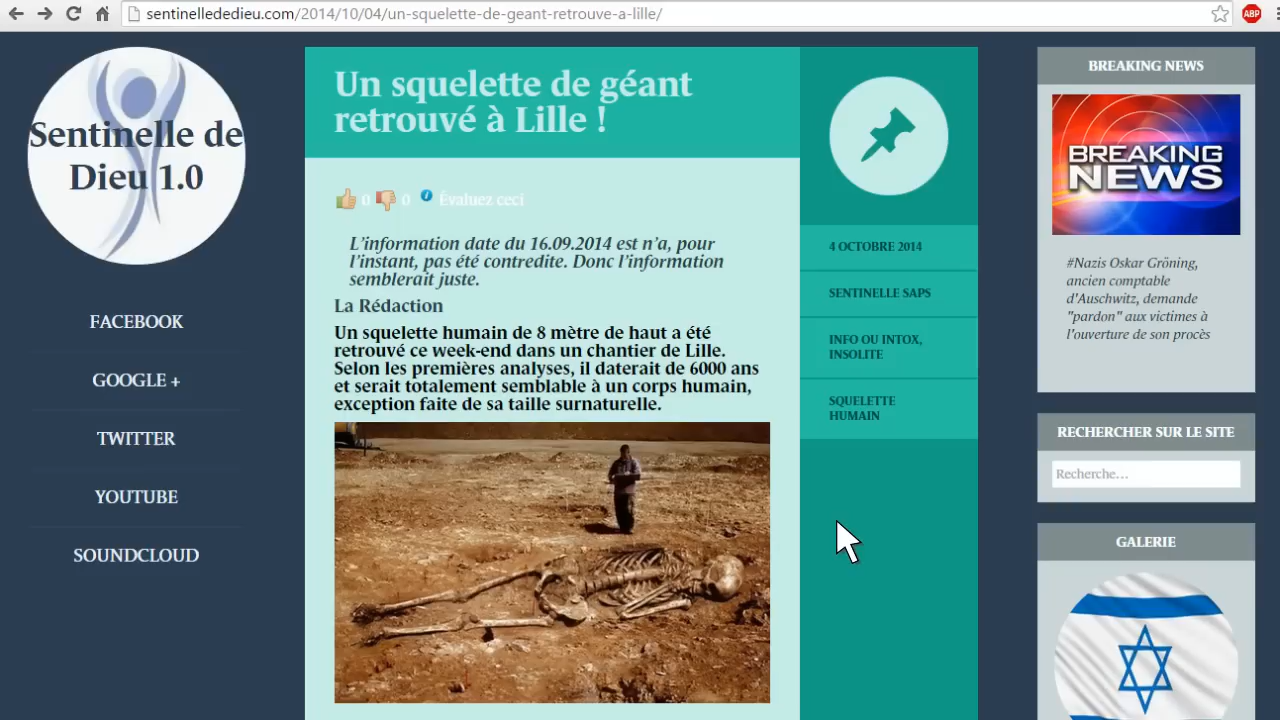 sentinellededieu.com/2014/10/04/un-squelette-de-geant-retrouve-a-lille/
ABP
Sentinelle de
Dieu 1.0
FACEBOOK
GOOGLE +
TWITTER
YOUTUBE
SOUNDCLOUD
Un squelette de géant
retrouvé à Lille !
0 0 i Évaluez ceci
L'information date du 16.09.2014 est n'a, pour
l'instant, pas été contredite. Donc l'information
semblerait juste.
La Rédaction
Un squelette humain de 8 mètre de haut a été
retrouvé ce week-end dans un chantier de Lille.
Selon les premières analyses, il daterait de 6000 ans
et serait totalement semblable à un corps humain,
exception faite de sa taille surnaturelle.
4 OCTOBRE 2014
SENTINELLE SAPS
INFO OU INTOX,
INSOLITE
SQUELETTE
HUMAIN
BREAKING NEWS
BREAKING
NEWS
#Nazis Oskar Gröning,
ancien comptable
d'Auschwitz, demande
"pardon" aux victimes à
l'ouverture de son procès
RECHERCHER SUR LE SITE
Recherche…
GALERIE